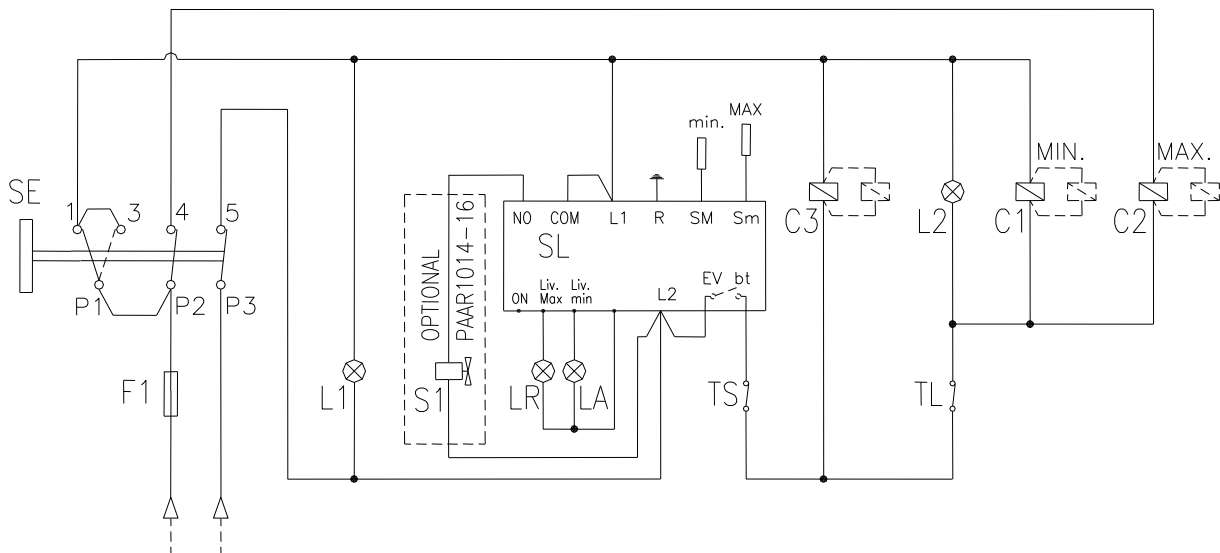 MAX
min.
MIN.
MAX.
SE
1
3
4
5
NO
COM
L1
R
SM
Sm
C3
L2
C1
C2
SL
OPTIONAL
PAAR1014-16
P1
P2
P3
ON
Liv.
Max
Liv.
min
L2
EV
bt
F1
L1
S1
LR
LA
TS
TL